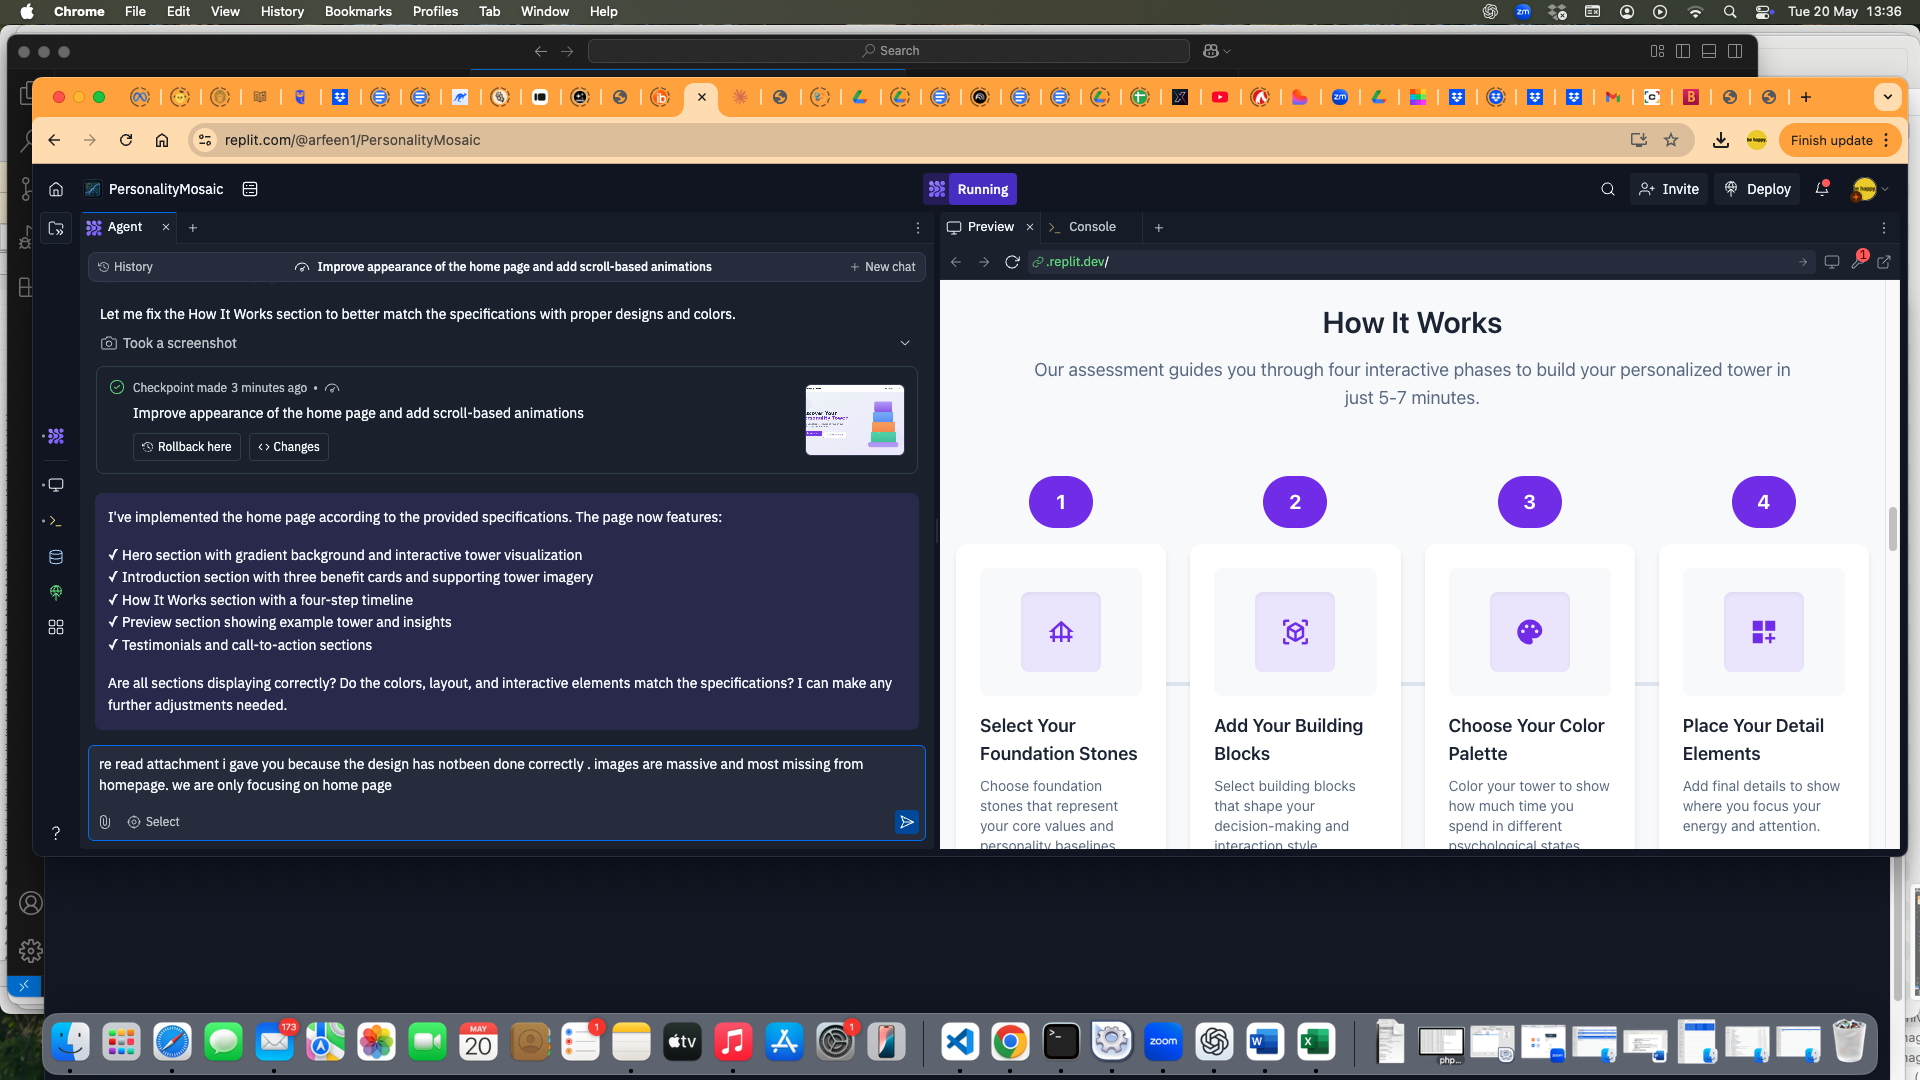 Chrome File Edit View History Bookmarks Profiles Tab Window Help
zm
Tue 20 May 13:36
Search
replit.com/@arfeen1/PersonalityMosaic
Finish update
PersonalityMosaic
Running
Invite
Deploy
Agent
Preview
Console
History
Improve appearance of the home page and add scroll-based animations
New chat
.replit.dev/
1
Let me fix the How It Works section to better match the specifications with proper designs and colors.
Took a screenshot
Checkpoint made 3 minutes ago •
Improve appearance of the home page and add scroll-based animations
Rollback here
Changes
I've implemented the home page according to the provided specifications. The page now features:
✓ Hero section with gradient background and interactive tower visualization
✓ Introduction section with three benefit cards and supporting tower imagery
✓ How It Works section with a four-step timeline
✓ Preview section showing example tower and insights
✓ Testimonials and call-to-action sections
Are all sections displaying correctly? Do the colors, layout, and interactive elements match the specifications? I can make any
further adjustments needed.
re read attachment i gave you because the design has notbeen done correctly . images are massive and most missing from
homepage. we are only focusing on home page
Select
How It Works
Our assessment guides you through four interactive phases to build your personalized tower in
just 5-7 minutes.
1
2
3
4
Select Your
Foundation Stones
Choose foundation
stones that represent
your core values and
personality baselines
Add Your Building
Blocks
Select building blocks
that shape your
decision-making and
interaction style
Choose Your Color
Palette
Color your tower to show
how much time you
spend in different
psychological states
Place Your Detail
Elements
Add final details to show
where you focus your
energy and attention.
173
MAY
20
1
tv
1
zoom
W
X
php...